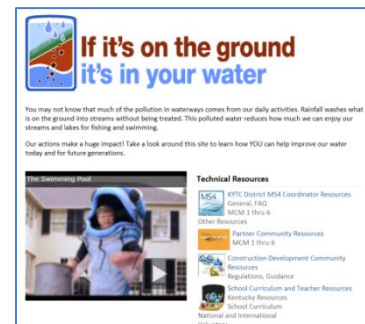 If it's on the ground
it's in your water
You may not know that much of the pollution in waterways comes from our daily activities. Rainfall washes what
is on the ground into streams without being treated. This polluted water reduces how much we can enjoy our
streams and lakes for fishing and swimming.
Our actions make a huge impact! Take a look around this site to learn how YOU can help improve our water
today and for future generations.
The Swimming Pool
Technical Resources
MS4
KYTC District MS4 Coordinator Resources
General, FAQ
MCM 1 thru 6
Other Resources
Partner Community Resources
MCM 1 thru 6
Construction-Development Community
Resources
Regulations, Guidance
School Curriculum and Teacher Resources
Kentucky Resources
School Curriculum
National and International